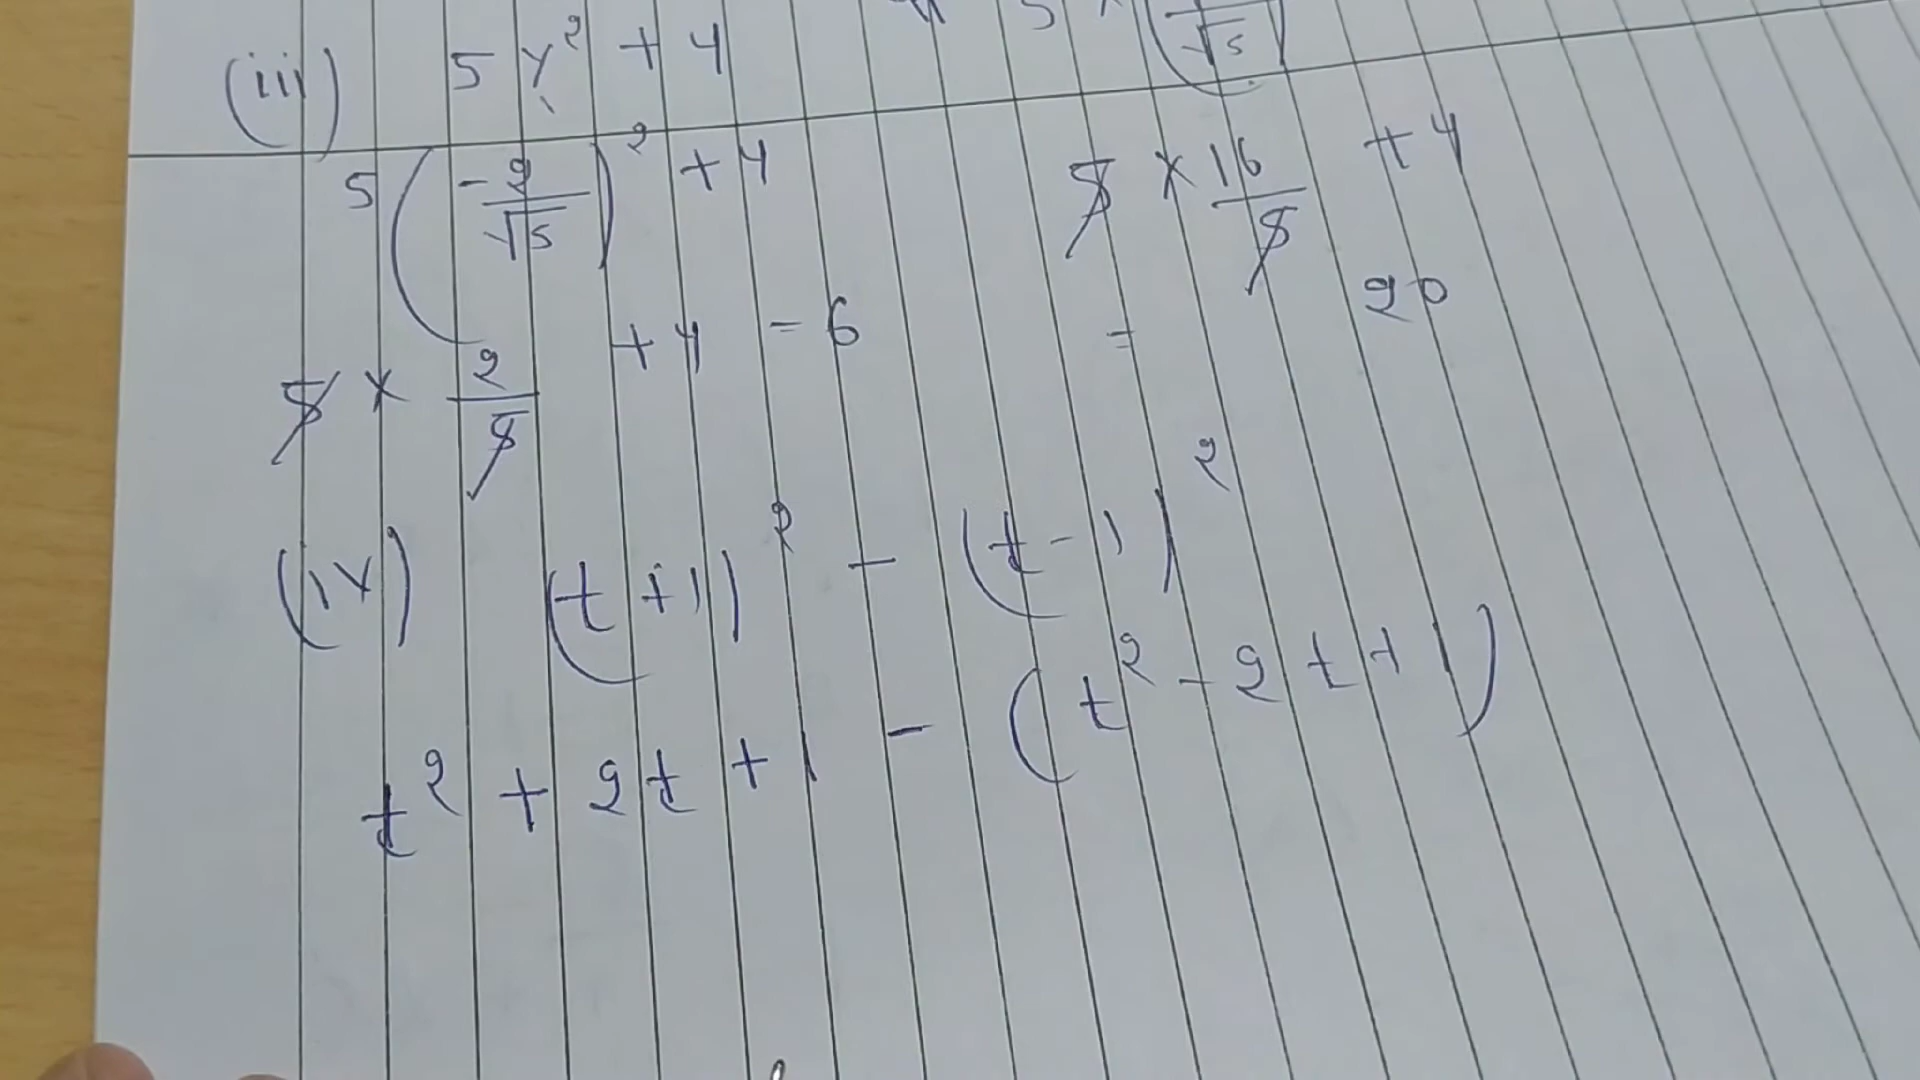 (iii) 5y² + 4
5 (-2/√5)² + 4
5 × 2/5 + 4 = 6
5 × (/√5)
5 × 16/5 + 4
= 20
(iv) (t+1)² - (t-1)²
t² + 2t + 1 - (t² - 2t + 1)